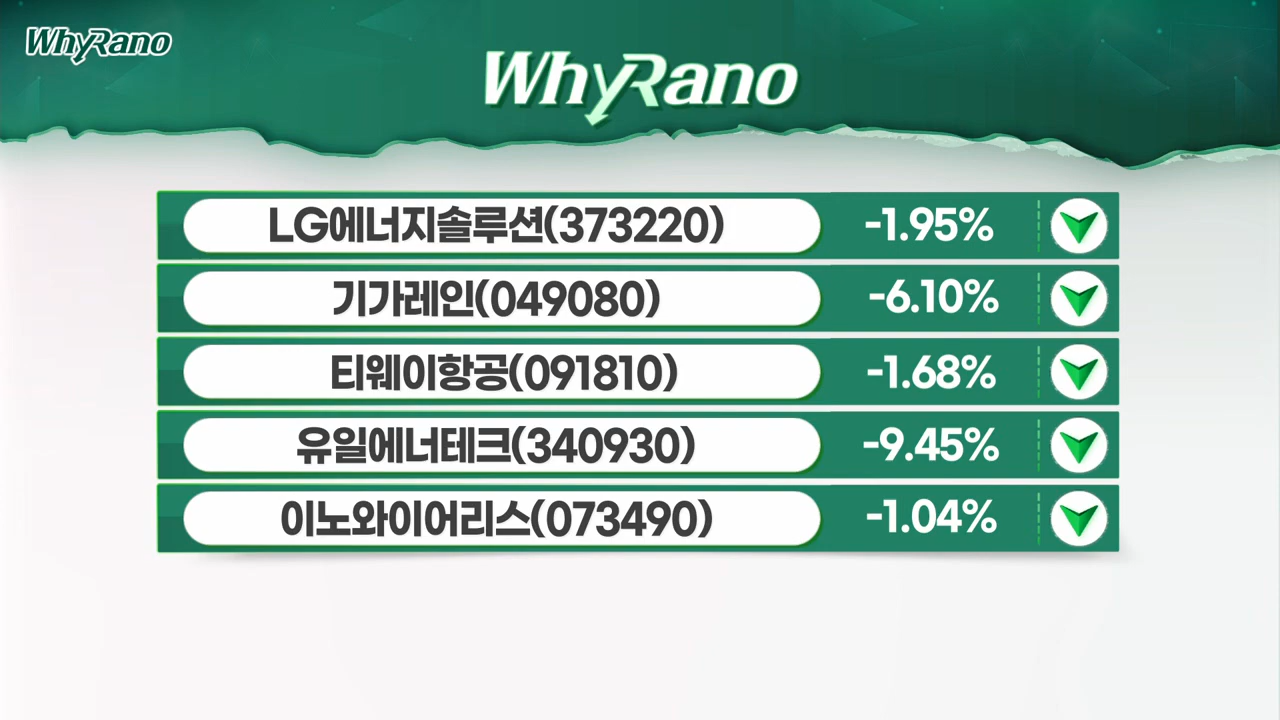 WhyRano
WhyRano
LG에너지솔루션(373220) -1.95%
기가레인(049080) -6.10%
티웨이항공(091810) -1.68%
유일에너테크(340930) -9.45%
이노와이어리스(073490) -1.04%